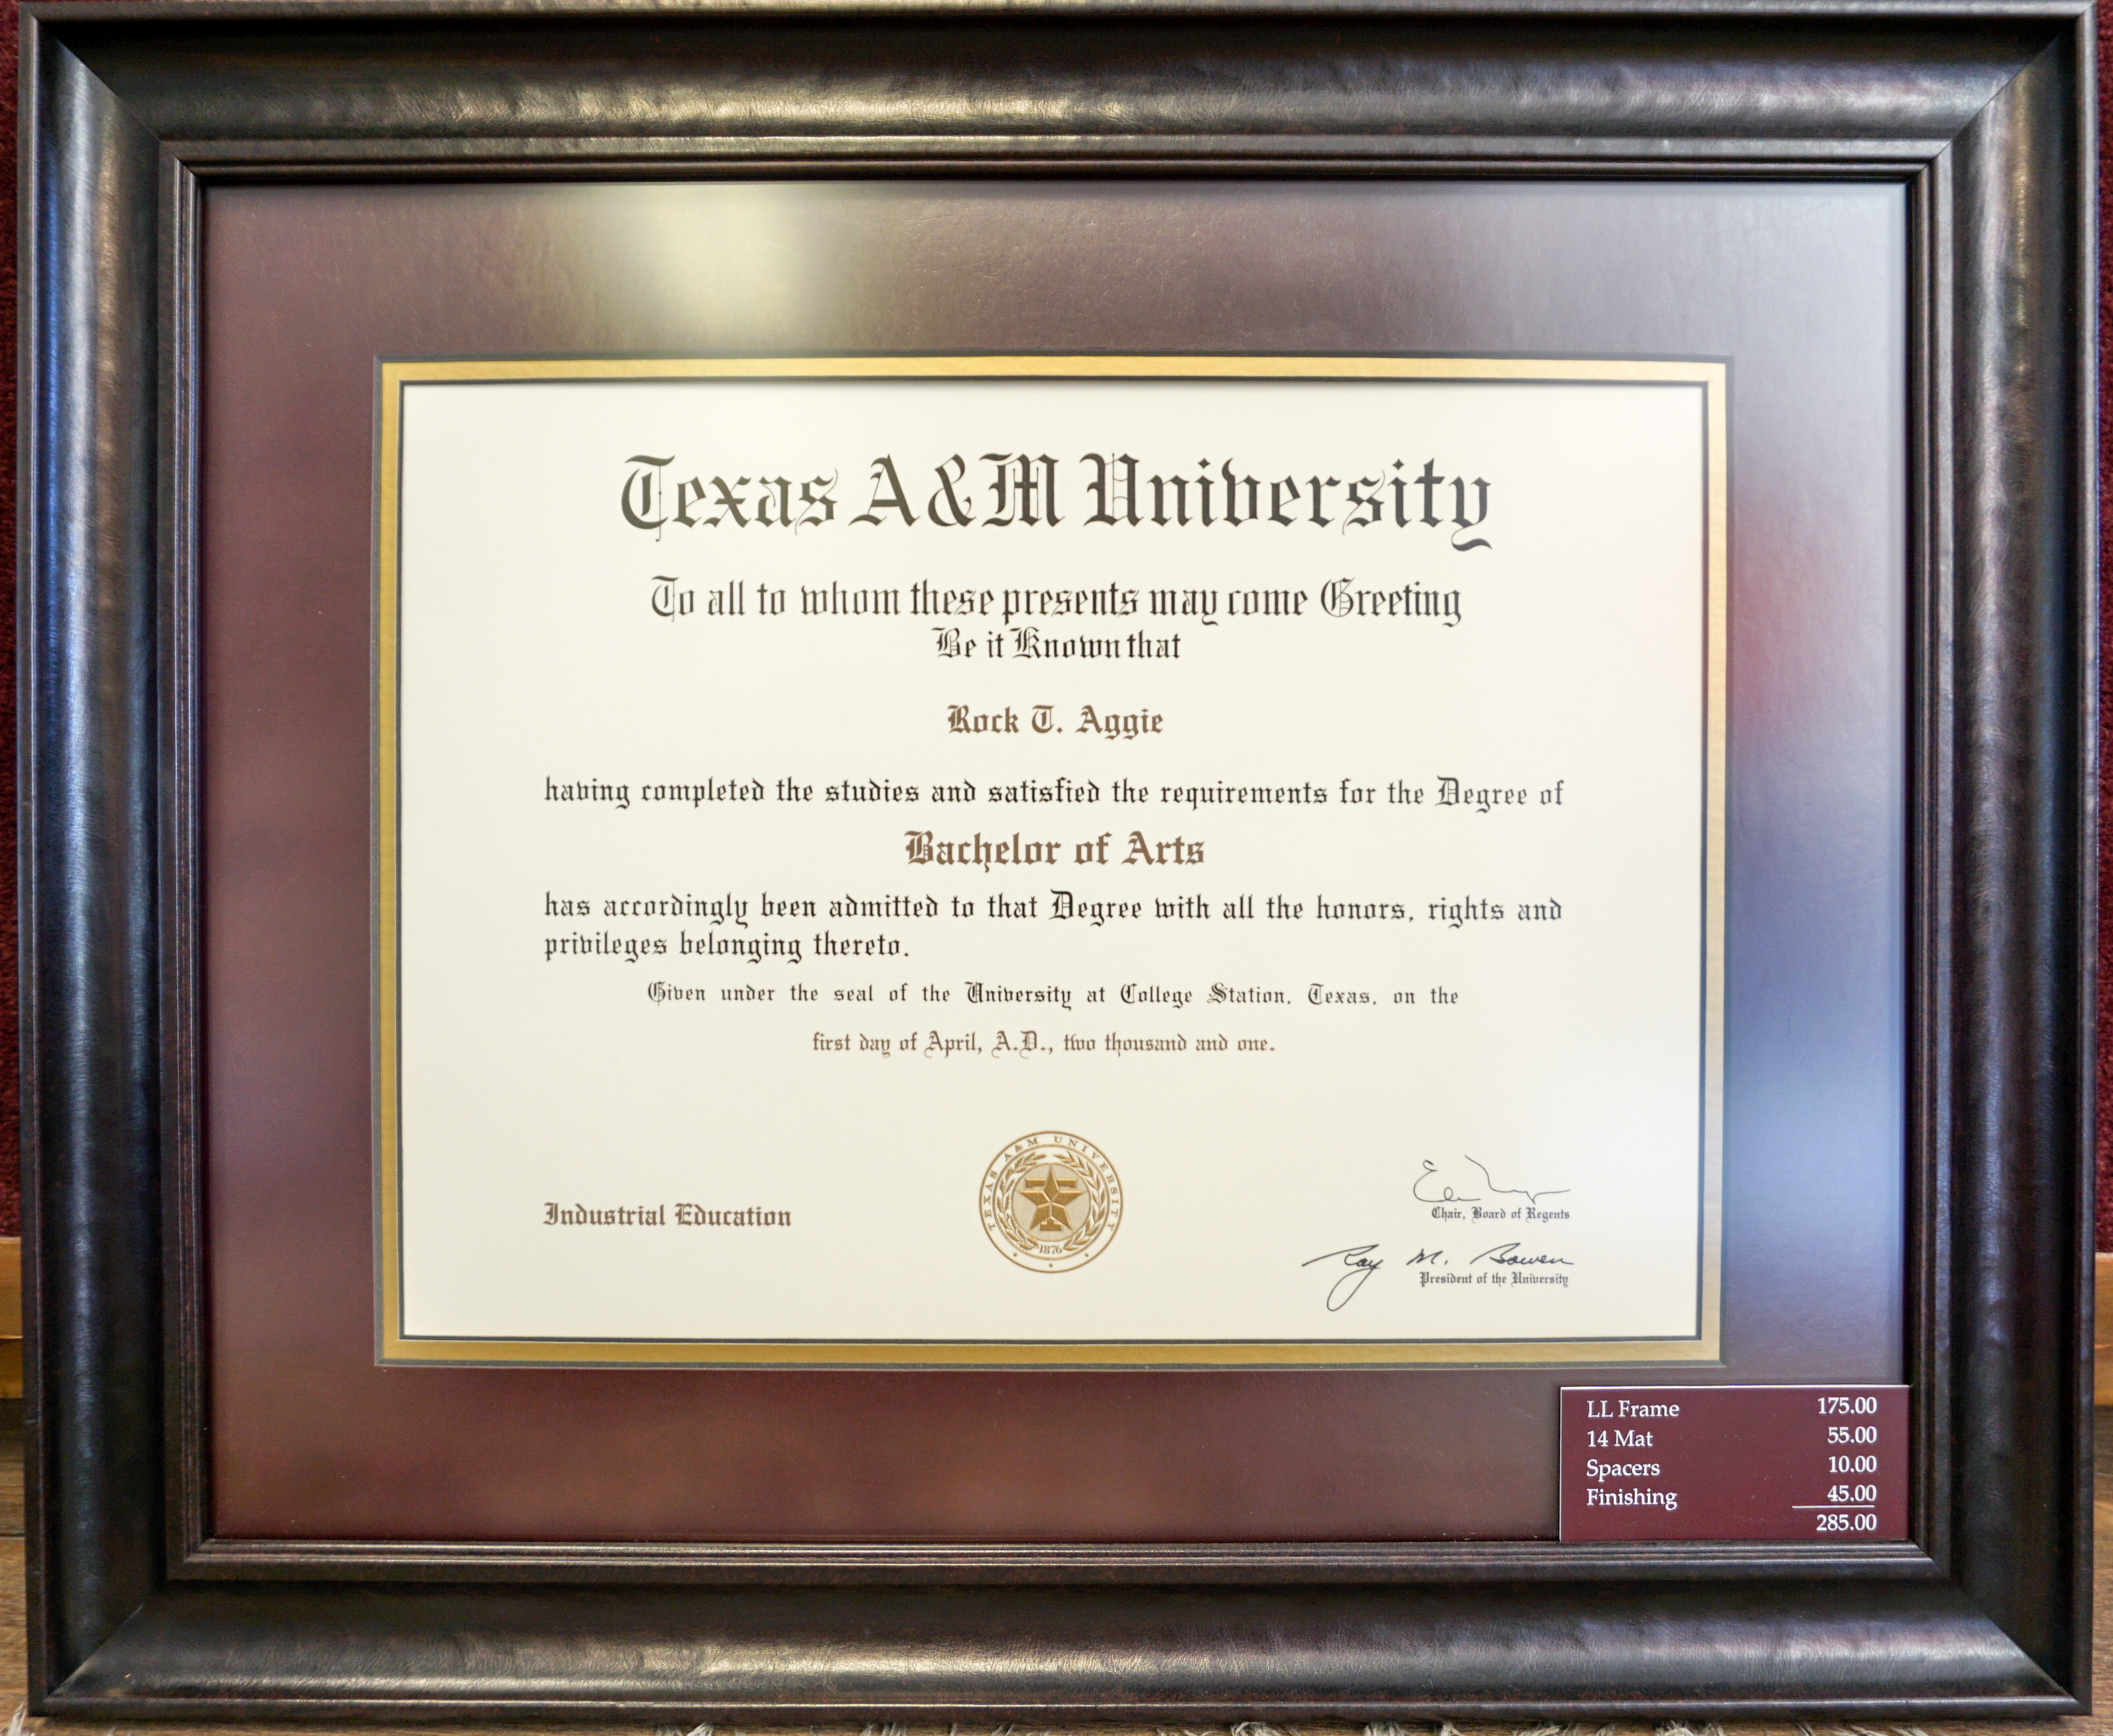 Texas A&M University
To all to whom these presents may come Greeting
Be it Known that
Rock T. Aggie
having completed the studies and satisfied the requirements for the Degree of
Bachelor of Arts
has accordingly been admitted to that Degree with all the honors, rights and
privileges belonging thereto.
Given under the seal of the University at College Station, Texas, on the
first day of April, A.D., two thousand and one.
Industrial Education
TEXAS A&M UNIVERSITY
1876
Chair, Board of Regents
Ray M. Bowen
President of the University
LL Frame 175.00
14 Mat 55.00
Spacers 10.00
Finishing 45.00
285.00